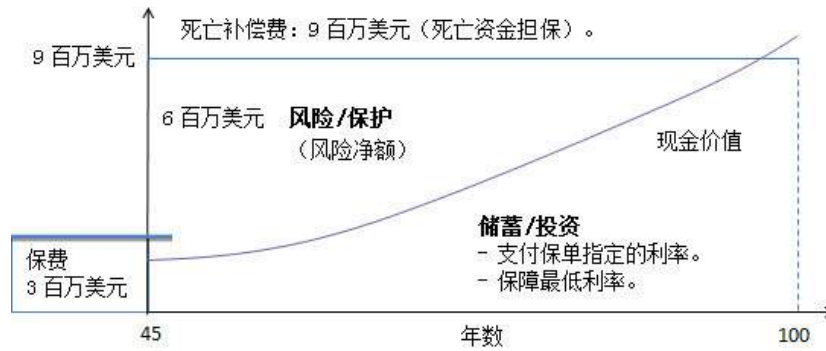 死亡补偿费：9 百万美元（死亡资金担保）。
9 百万美元
6 百万美元 风险/保护
（风险净额）
现金价值
储蓄/投资
- 支付保单指定的利率。
- 保障最低利率。
保费
3 百万美元
45 年数 100